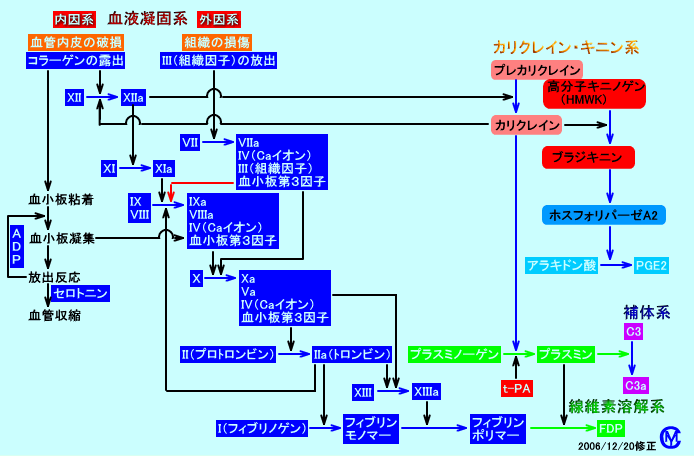 内因系
血液凝固系
外因系
血管内皮の破損
組織の損傷
コラーゲンの露出
III(組織因子)の放出
カリクレイン・キニン系
プレカリクレイン
XII
XIIa
高分子キニノゲン
(HMWK)
カリクレイン
VII
VIIa
IV(Caイオン)
III(組織因子)
血小板第3因子
XI
XIa
ブラジキニン
血小板粘着
IX
VIII
IXa
VIIIa
IV(Caイオン)
血小板第3因子
ホスフォリパーゼA2
ADP
血小板凝集
放出反応
セロトニン
血管収縮
X
Xa
Va
IV(Caイオン)
血小板第3因子
アラキドン酸
PGE2
補体系
C3
II(プロトロンビン)
IIa(トロンビン)
プラスミノーゲン
プラスミン
XIII
XIIIa
t-PA
C3a
線維素溶解系
I(フィブリノゲン)
フィブリン
モノマー
フィブリン
ポリマー
FDP
2006/12/20修正